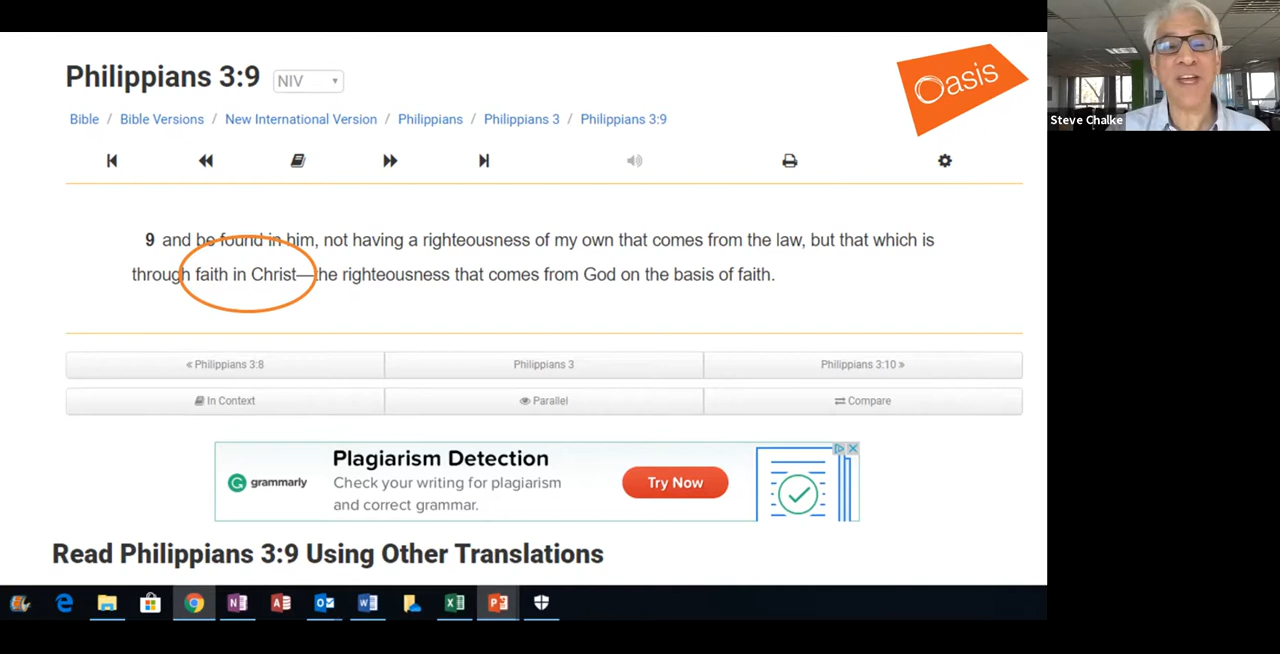 Philippians 3:9 NIV
Oasis
Steve Chalke
Bible / Bible Versions / New International Version / Philippians / Philippians 3 / Philippians 3:9
9 and be found in him, not having a righteousness of my own that comes from the law, but that which is
through faith in Christ—the righteousness that comes from God on the basis of faith.
« Philippians 3:8 Philippians 3 Philippians 3:10 »
In Context Parallel Compare
Plagiarism Detection
grammarly
Check your writing for plagiarism
and correct grammar.
Try Now
Read Philippians 3:9 Using Other Translations